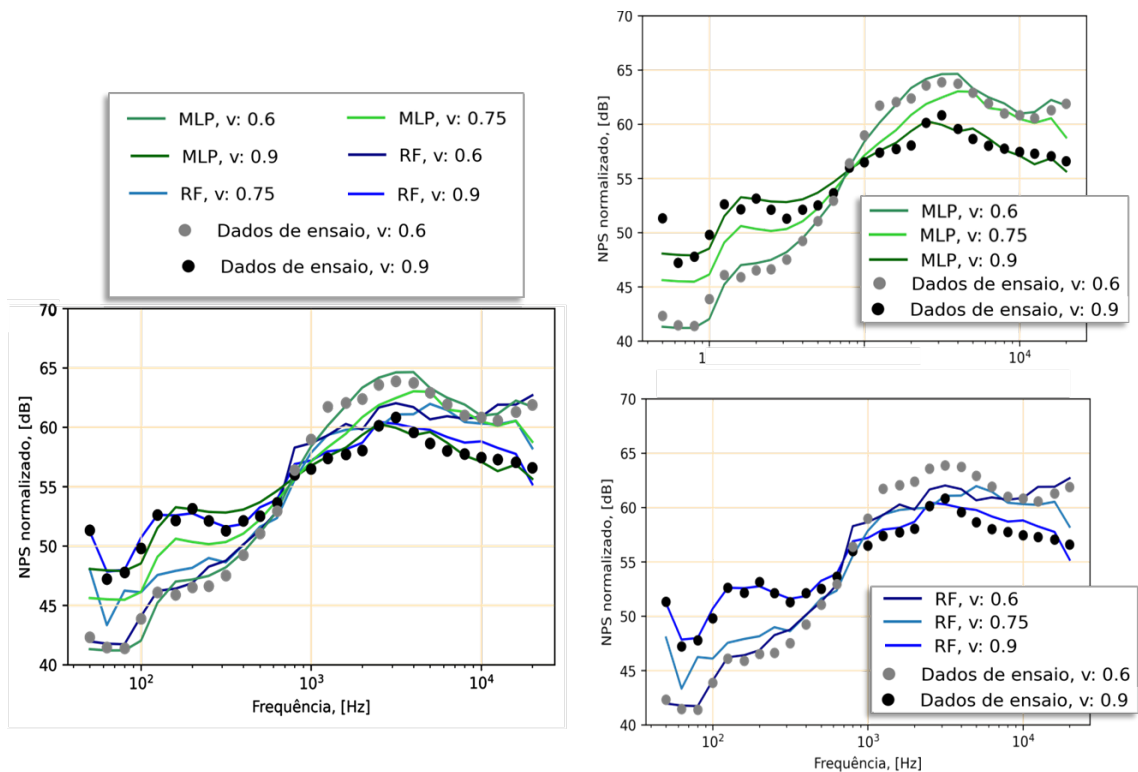 MLP, v: 0.6
MLP, v: 0.75
MLP, v: 0.9
RF, v: 0.6
RF, v: 0.75
RF, v: 0.9
Dados de ensaio, v: 0.6
Dados de ensaio, v: 0.9
NPS normalizado, [dB]
70
65
60
55
50
45
40
10²
10³
10⁴
Frequência, [Hz]
NPS normalizado, [dB]
70
65
60
55
50
45
40
1
10⁴
MLP, v: 0.6
MLP, v: 0.75
MLP, v: 0.9
Dados de ensaio, v: 0.6
Dados de ensaio, v: 0.9
NPS normalizado, [dB]
70
65
60
55
50
45
40
10²
10³
10⁴
Frequência, [Hz]
RF, v: 0.6
RF, v: 0.75
RF, v: 0.9
Dados de ensaio, v: 0.6
Dados de ensaio, v: 0.9